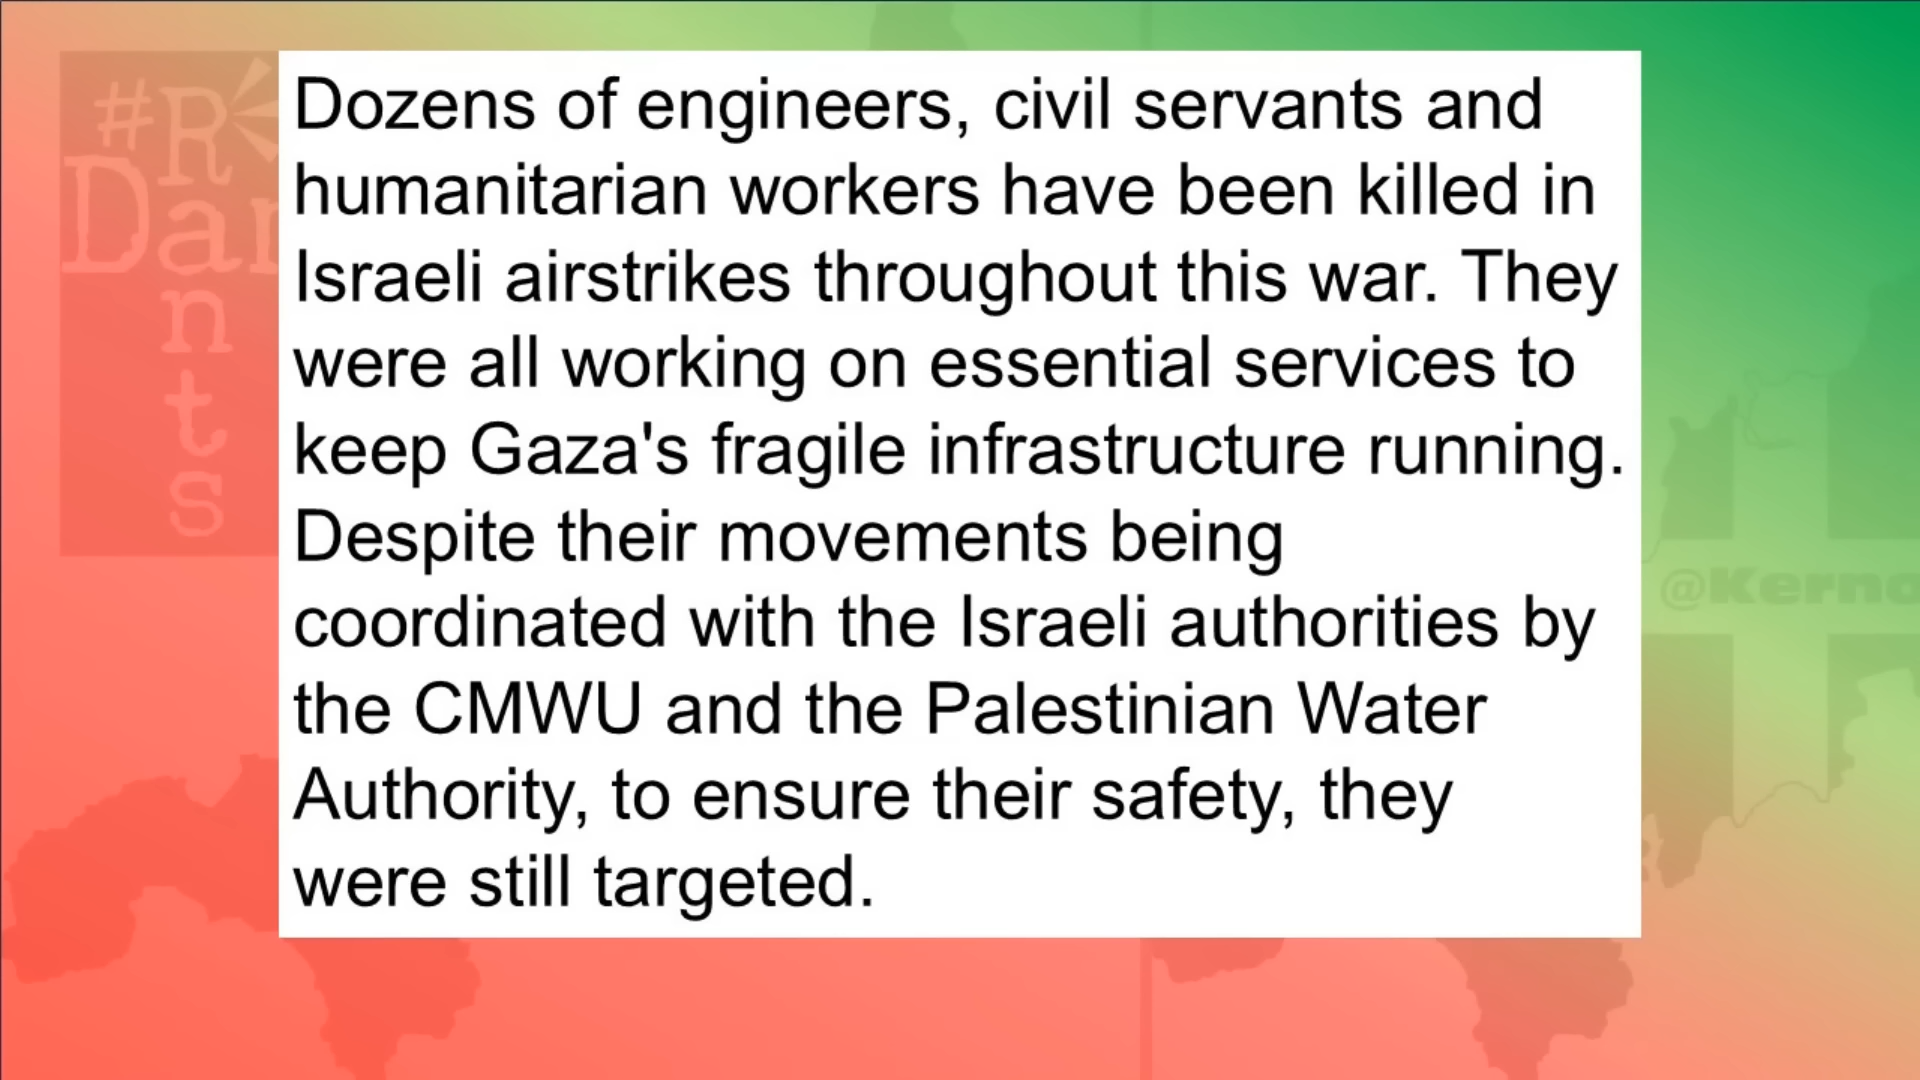 #R
Dar
n
t
s
Dozens of engineers, civil servants and
humanitarian workers have been killed in
Israeli airstrikes throughout this war. They
were all working on essential services to
keep Gaza's fragile infrastructure running.
Despite their movements being
coordinated with the Israeli authorities by
the CMWU and the Palestinian Water
Authority, to ensure their safety, they
were still targeted.
@Kerno